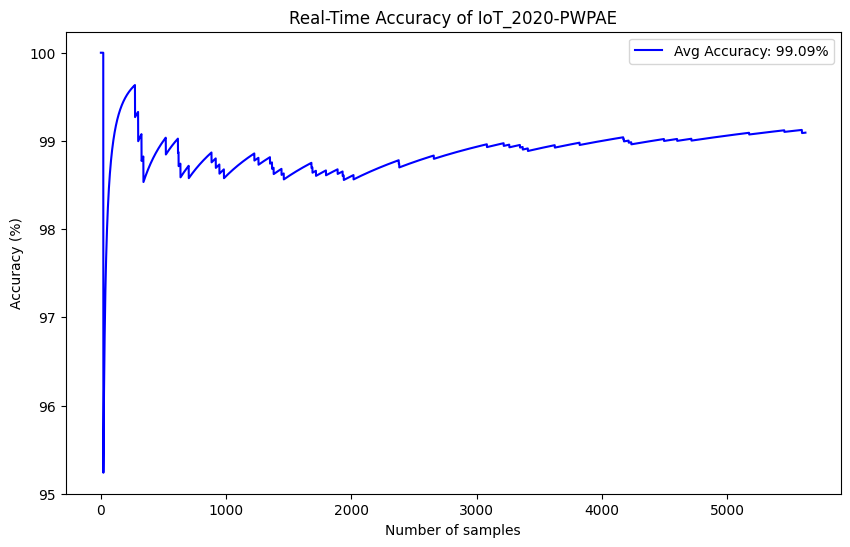 Real-Time Accuracy of IoT_2020-PWPAE
Avg Accuracy: 99.09%
100
99
98
97
96
95
Accuracy (%)
0 1000 2000 3000 4000 5000
Number of samples